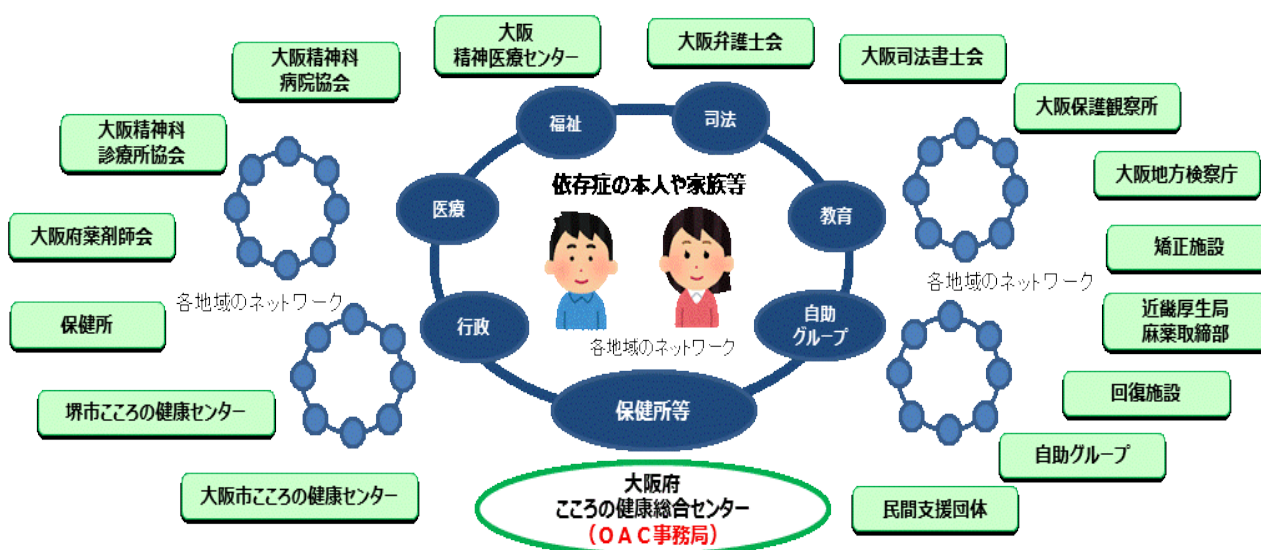 大阪
精神医療センター
大阪弁護士会
大阪司法書士会
大阪精神科
病院協会
大阪保護観察所
大阪精神科
診療所協会
福祉
司法
大阪地方検察庁
依存症の本人や家族等
医療
教育
大阪府薬剤師会
矯正施設
各地域のネットワーク
各地域のネットワーク
保健所
行政
自助
グループ
近畿厚生局
麻薬取締部
各地域のネットワーク
回復施設
堺市こころの健康センター
保健所等
自助グループ
大阪市こころの健康センター
大阪府
こころの健康総合センター
（OAC事務局）
民間支援団体